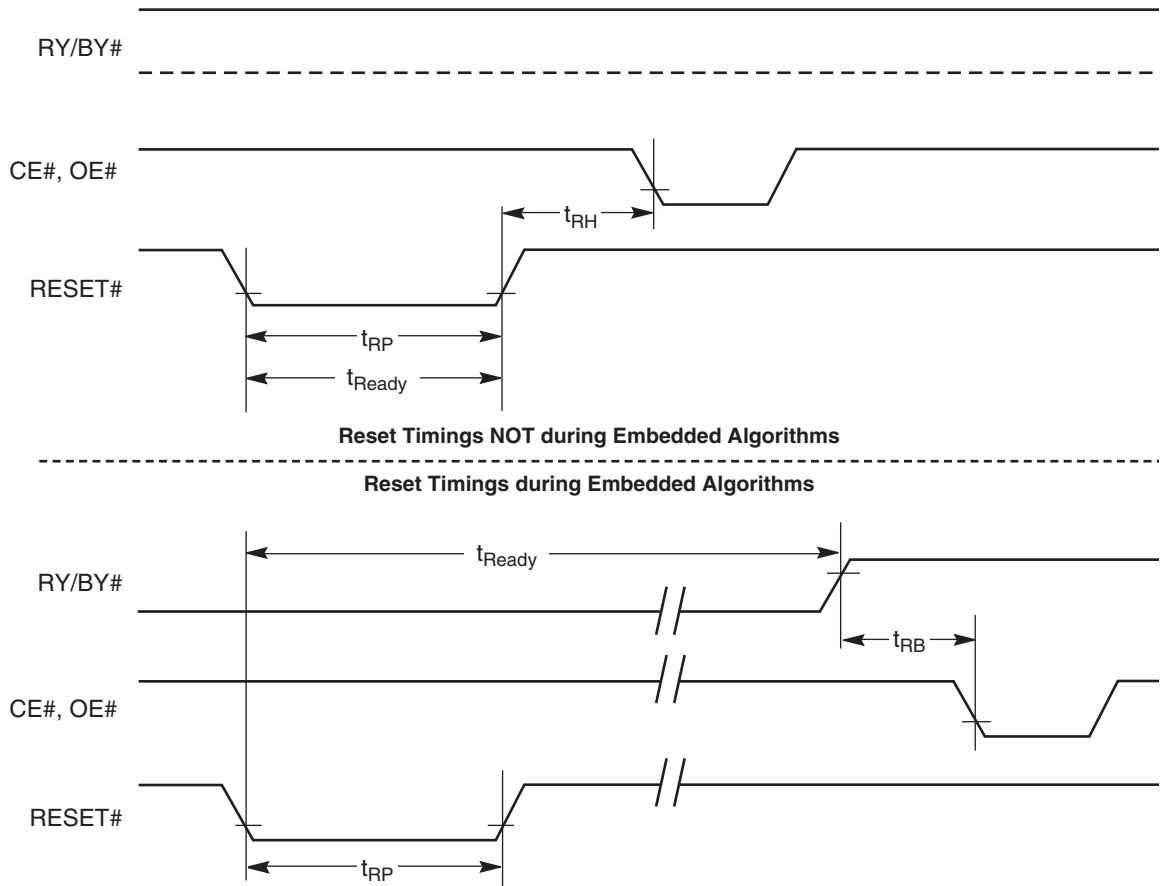 RY/BY#
CE#, OE#
tRH
RESET#
tRP
tReady
Reset Timings NOT during Embedded Algorithms
Reset Timings during Embedded Algorithms
tReady
RY/BY#
tRB
CE#, OE#
RESET#
tRP